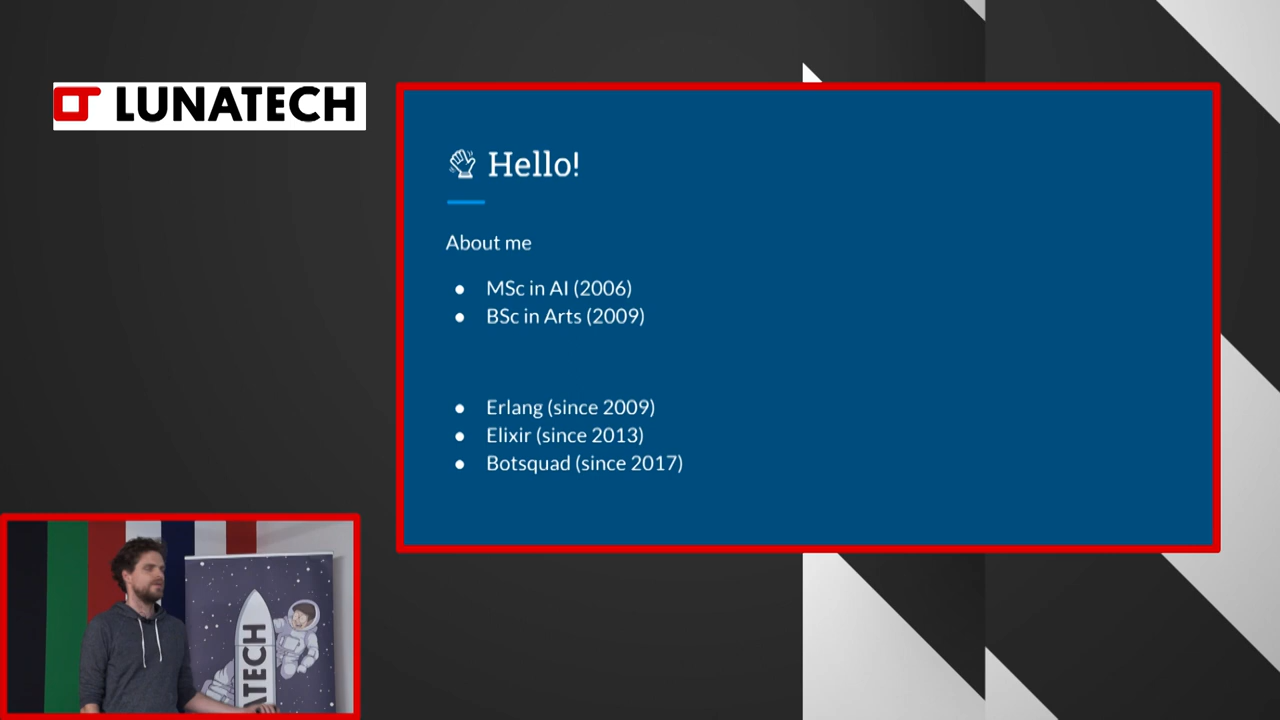 LUNATECH
Hello!
About me
MSc in AI (2006)
BSc in Arts (2009)
Erlang (since 2009)
Elixir (since 2013)
Botsquad (since 2017)
ATECH